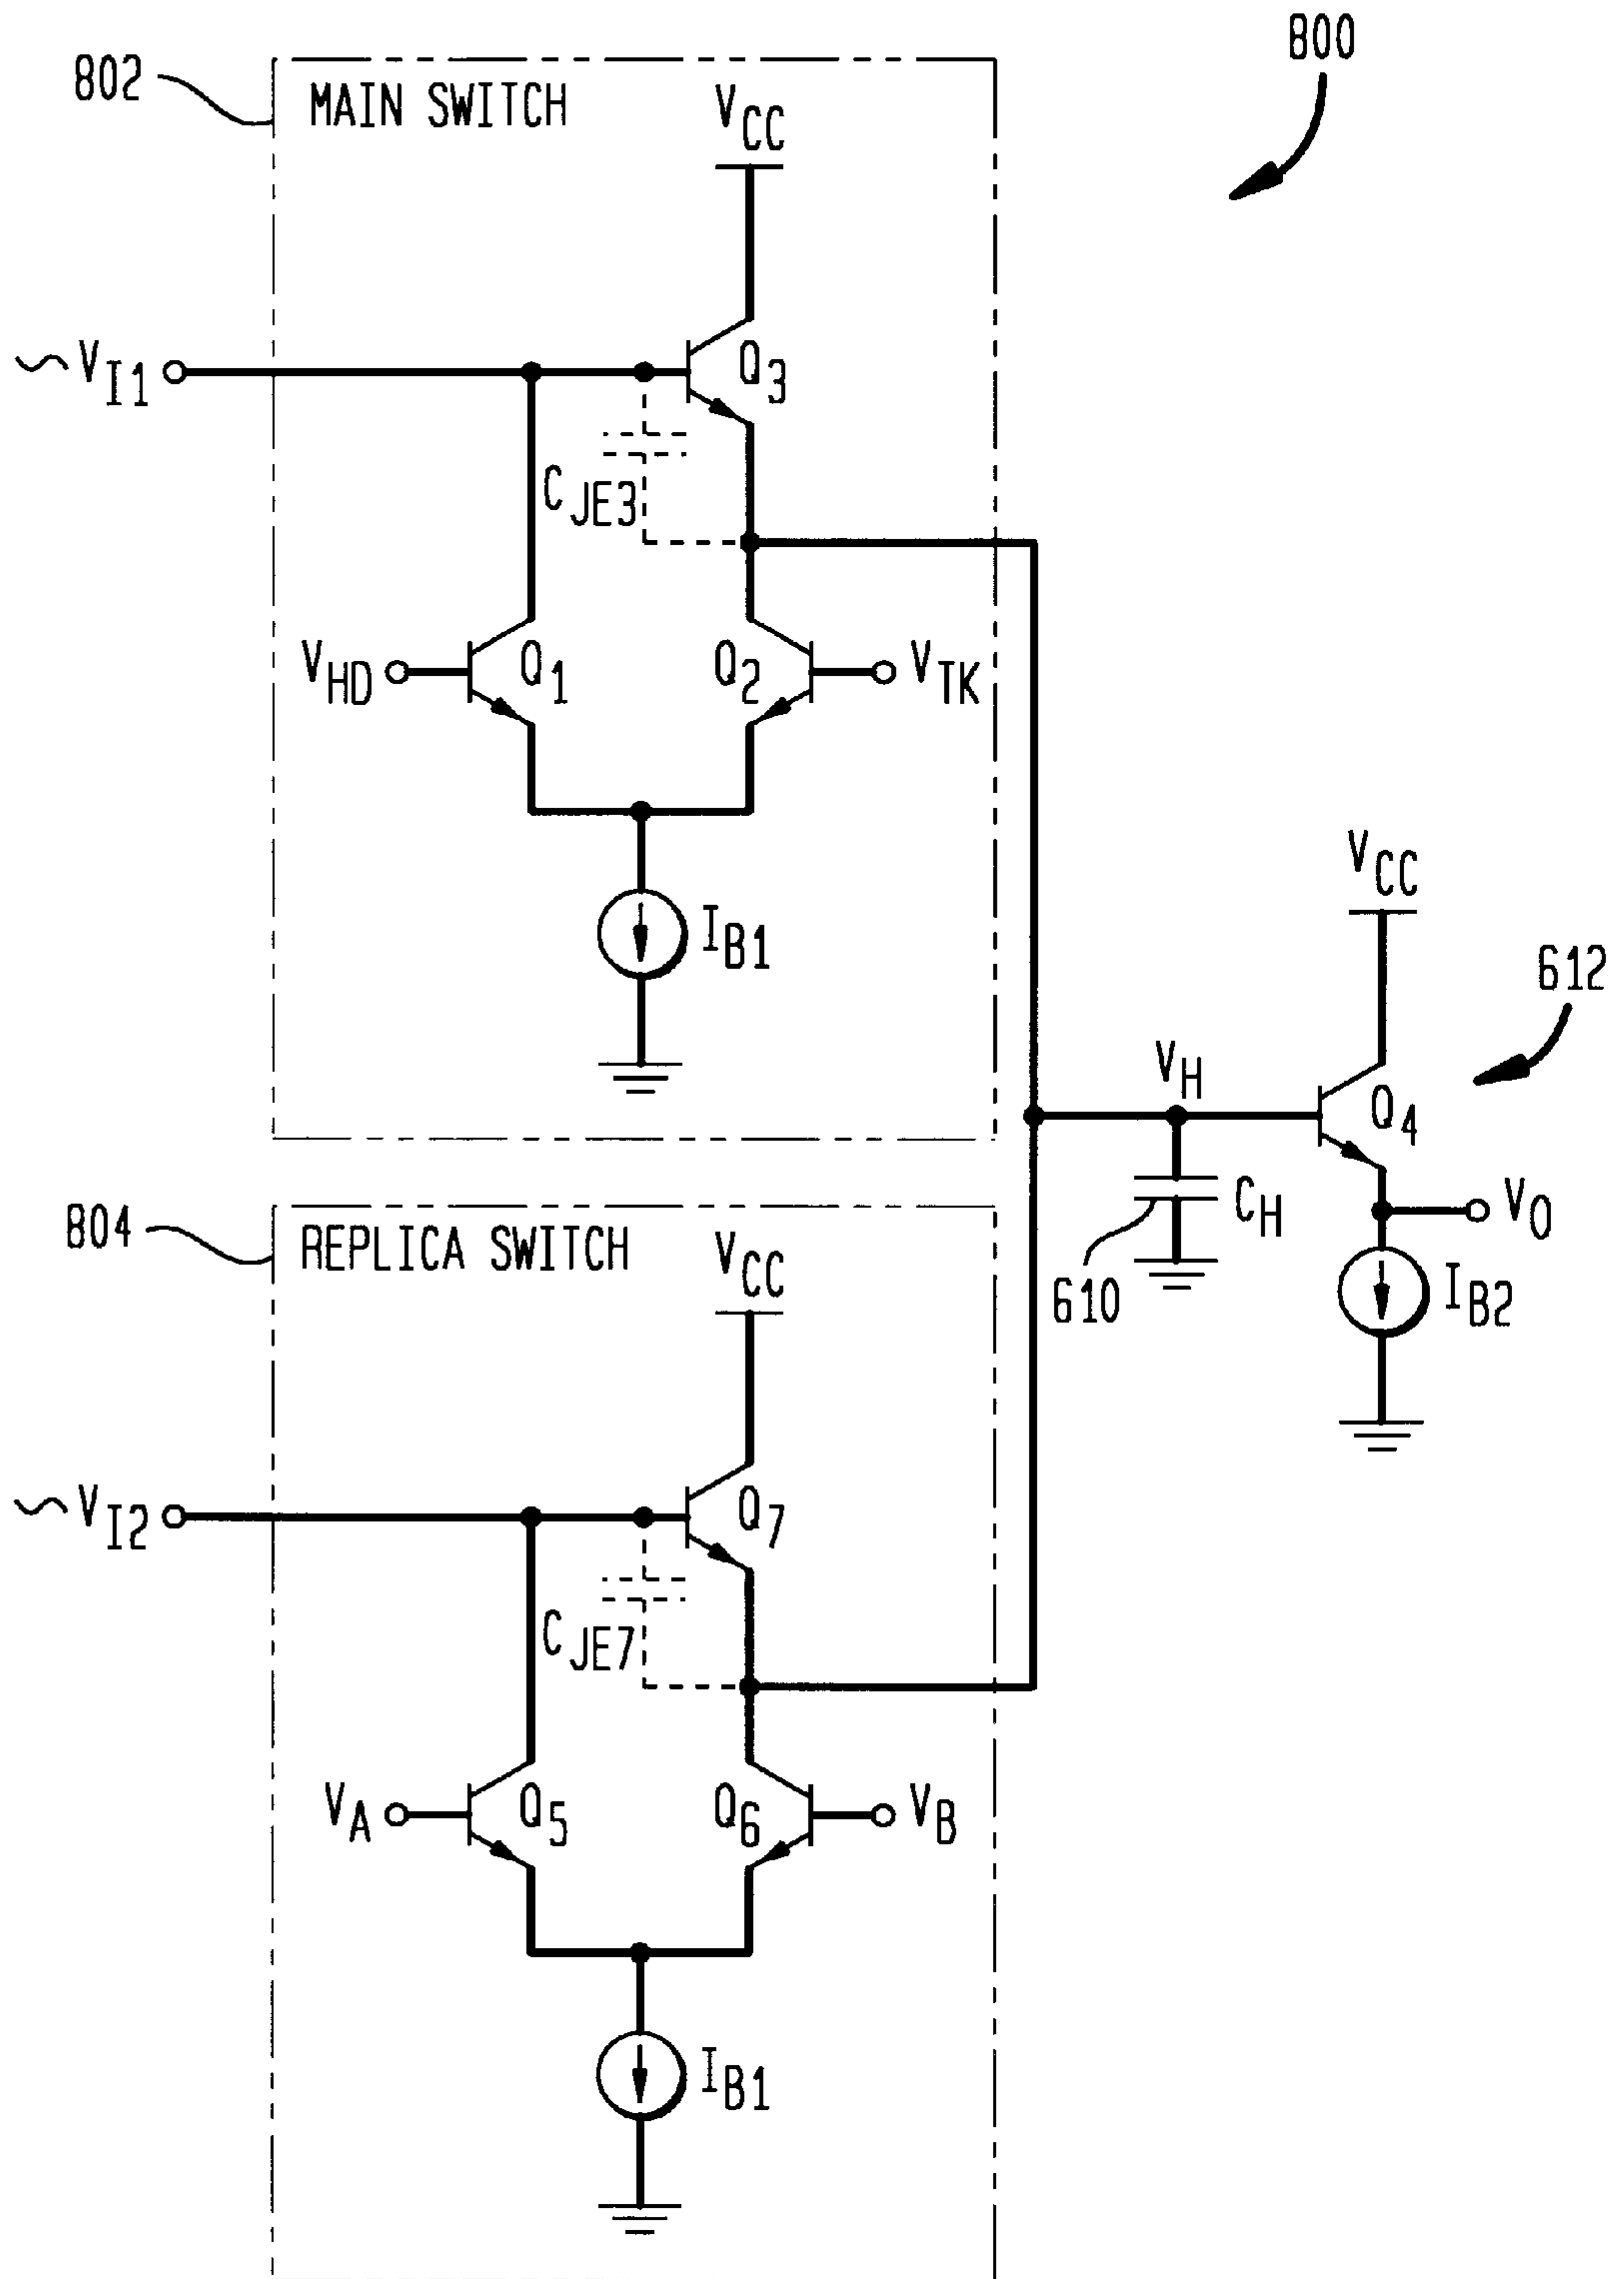 800
802
MAIN SWITCH
VCC
~VI1
Q3
CJE3
VHD
Q1
Q2
VTK
IB1
VCC
612
VH
Q4
804
REPLICA SWITCH
VCC
CH
VO
610
IB2
~VI2
Q7
CJE7
VA
Q5
Q6
VB
IB1